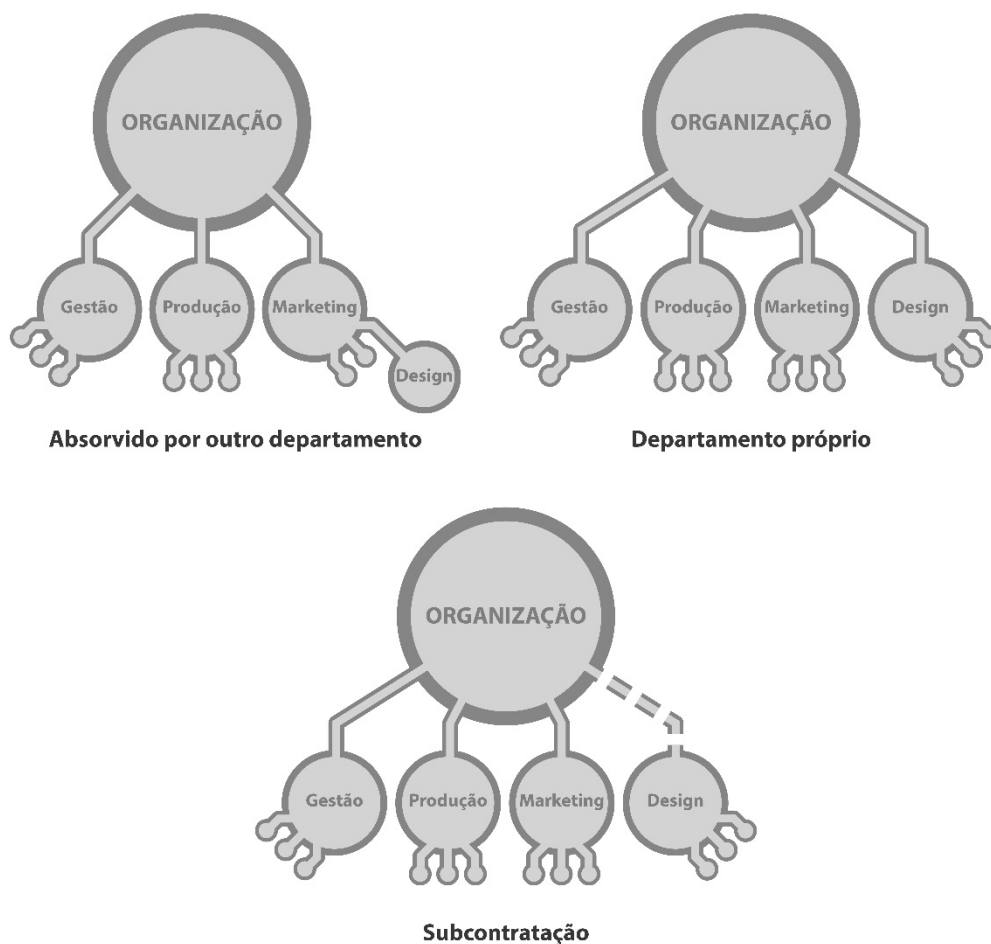 ORGANIZAÇÃO
Gestão
Produção
Marketing
Design
Absorvido por outro departamento
ORGANIZAÇÃO
Gestão
Produção
Marketing
Design
Departamento próprio
ORGANIZAÇÃO
Gestão
Produção
Marketing
Design
Subcontratação